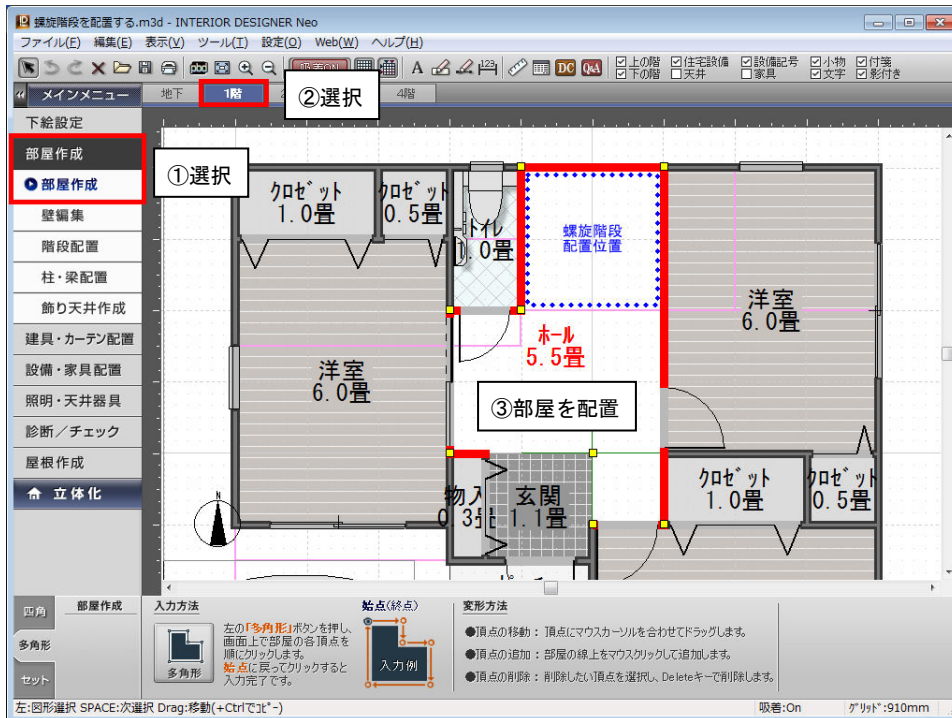 螺旋階段を配置する.m3d - INTERIOR DESIGNER Neo
ファイル(F) 編集(E) 表示(V) ツール(T) 設定(O) Web(W) ヘルプ(H)
abc 吸着ON A 123 DC Q&A ☑上の階 ☑住宅設備 ☑設備記号 ☑小物 ☑付箋
☑下の階 □天井 □家具 ☑文字 ☑影付き
メインメニュー 地下 1階 4階
②選択
下絵設定
部屋作成
①選択
部屋作成
壁編集
階段配置
柱・梁配置
飾り天井作成
建具・カーテン配置
設備・家具配置
照明・天井器具
診断／チェック
屋根作成
立体化
クロゼット
1.0畳
クロゼット
0.5畳
トイレ
1.0畳
螺旋階段
配置位置
洋室
6.0畳
ホール
5.5畳
洋室
6.0畳
③部屋を配置
物入
0.3畳
玄関
1.1畳
クロゼット
1.0畳
クロゼット
0.5畳
N
四角
多角形
セット
部屋作成
入力方法
多角形
左の「多角形」ボタンを押し、
画面上で部屋の各頂点を
順にクリックします。
始点に戻ってクリックすると
入力完了です。
始点(終点)
入力例
変形方法
●頂点の移動： 頂点にマウスカーソルを合わせてドラッグします。
●頂点の追加： 部屋の線上をマウスクリックして追加します。
●頂点の削除： 削除したい頂点を選択し、Deleteキーで削除します。
左:図形選択 SPACE:次選択 Drag:移動(+Ctrlでコピー) 吸着:On グリッド:910mm